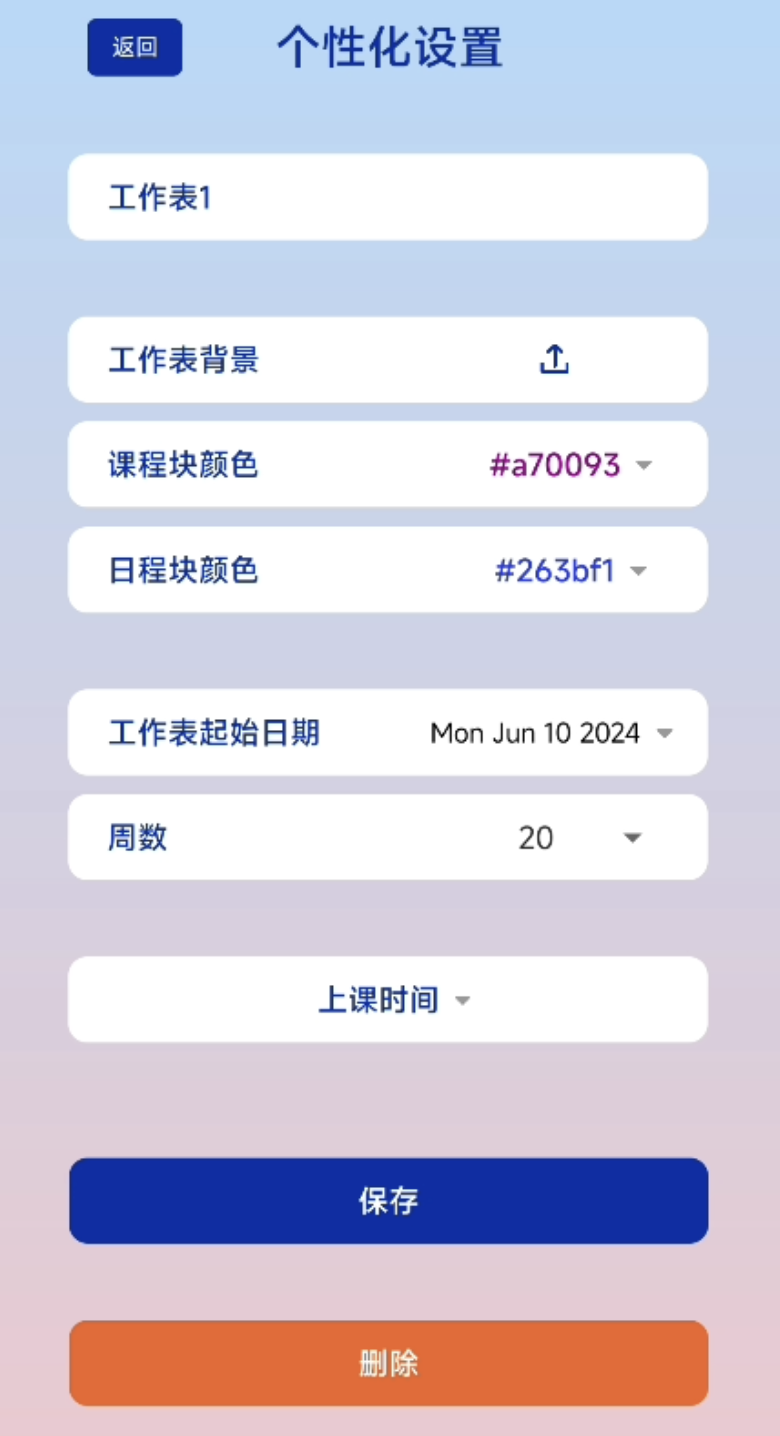 返回
个性化设置
工作表1
工作表背景
课程块颜色 #a70093
日程块颜色 #263bf1
工作表起始日期 Mon Jun 10 2024
周数 20
上课时间
保存
删除